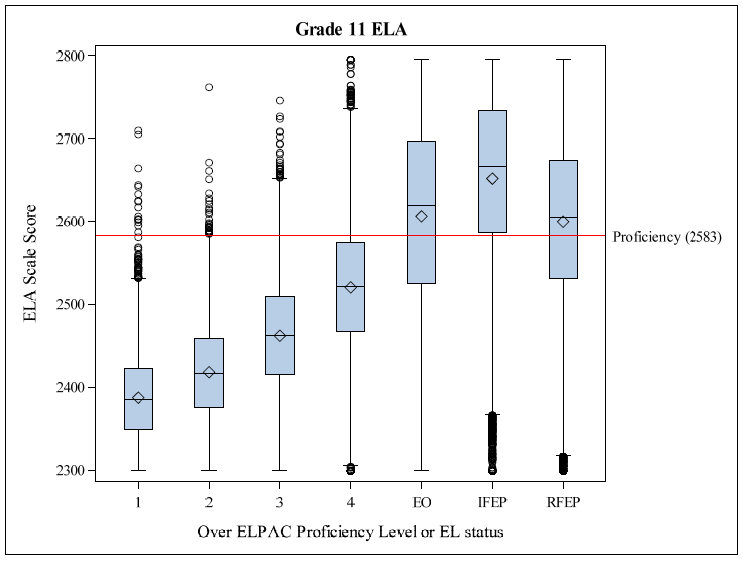 Grade 11 ELA
2800
2700
2600
2500
2400
2300
ELA Scale Score
Proficiency (2583)
1 2 3 4 EO IFEP RFEP
Over ELPAC Proficiency Level or EL status